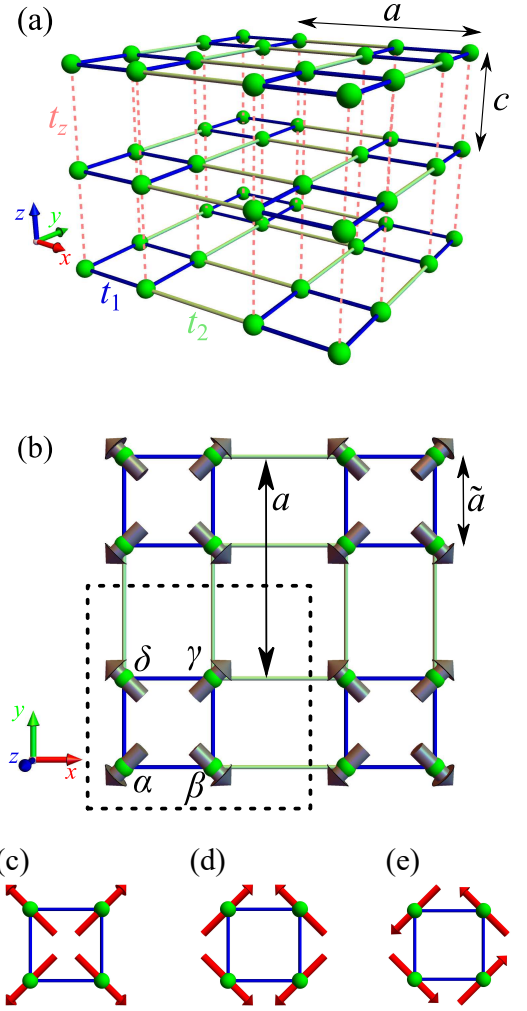 (a)
a
c
t_z
z
y
x
t_1
t_2
(b)
a
ã
δ
γ
y
z
x
α
β
(c)
(d)
(e)